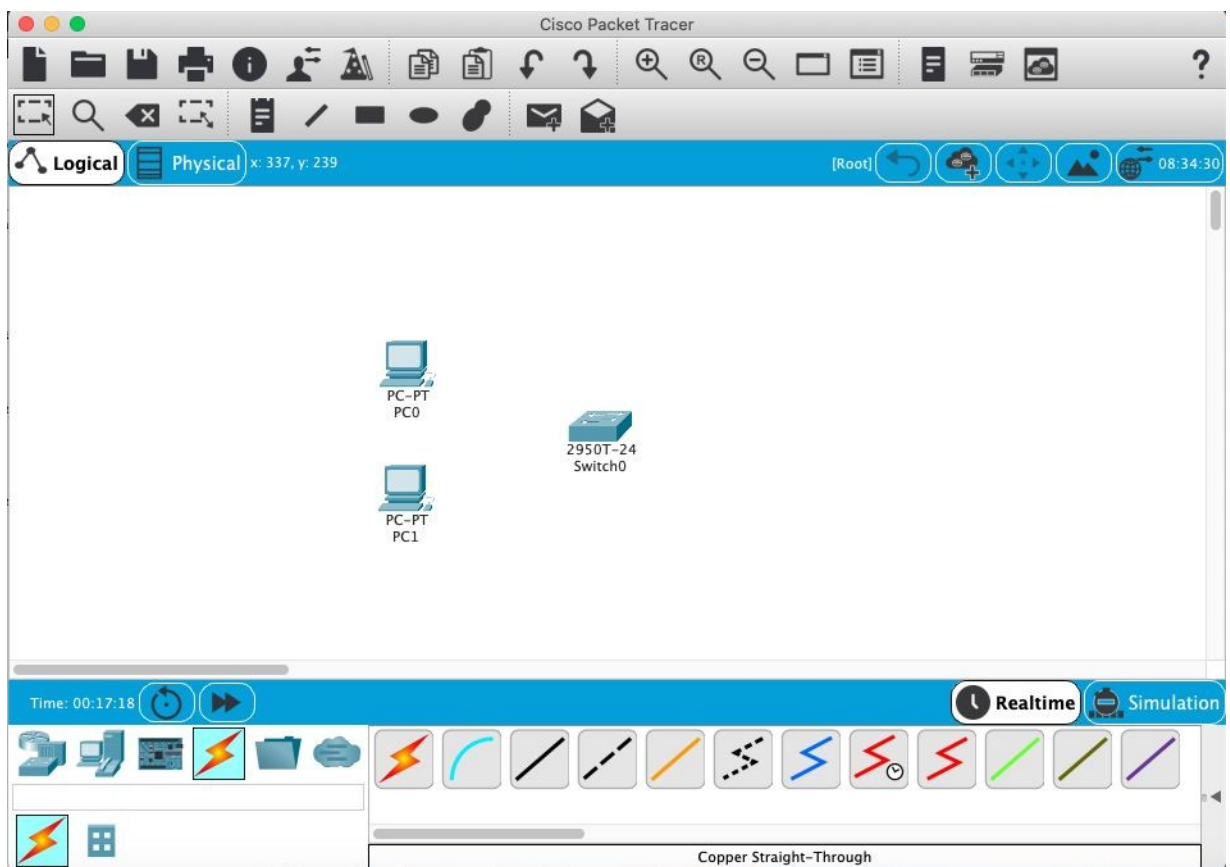 Cisco Packet Tracer
Logical
Physical
x: 337, y: 239
[Root]
08:34:30
PC-PT
PC0
2950T-24
Switch0
PC-PT
PC1
Time: 00:17:18
Realtime
Simulation
Copper Straight-Through